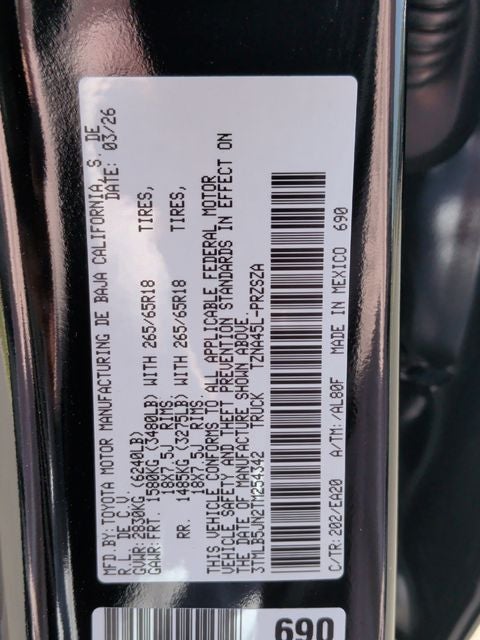 MFD.BY:TOYOTA MOTOR MANUFACTURING DE BAJA CALIFORNIA, S. DE
R.L. DE C.V. DATE: 03/26
GVWR:2830KG (6240LB)
GAWR:FRT. 1580KG (3480LB) WITH 265/65R18 TIRES,
18X7.5J RIMS,
RR. 1485KG (3275LB) WITH 265/65R18 TIRES,
18X7.5J RIMS.
THIS VEHICLE CONFORMS TO ALL APPLICABLE FEDERAL MOTOR
VEHICLE SAFETY AND THEFT PREVENTION STANDARDS IN EFFECT ON
THE DATE OF MANUFACTURE SHOWN ABOVE.
3TMLB5JN2TM254342 TRUCK TZNA45L-PRZSZA
C/TR:202/EA20 A/TM:/AL80F MADE IN MEXICO 690
690